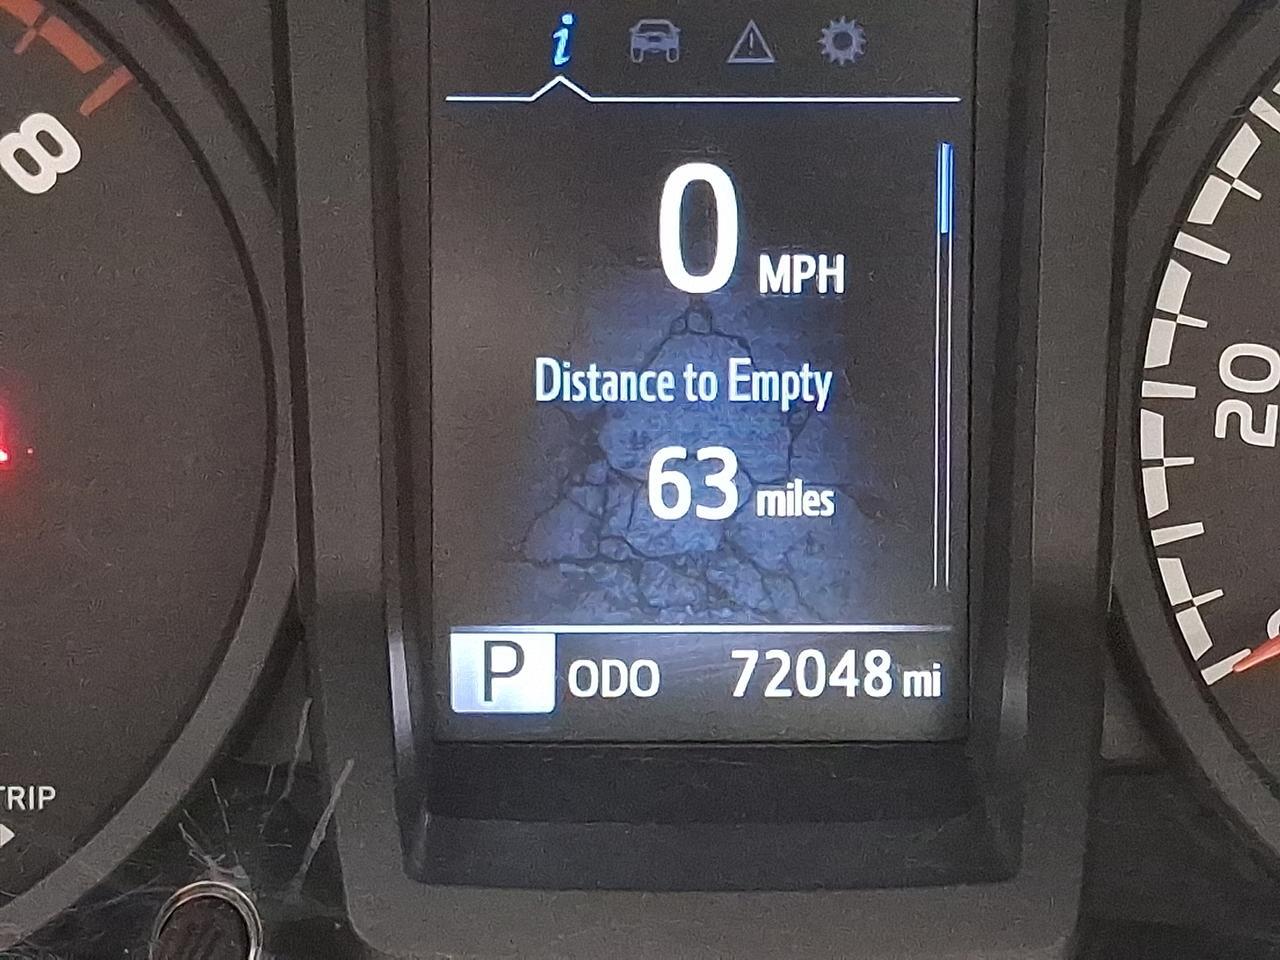 i
8
0 MPH
Distance to Empty
63 miles
20
P ODO 72048 mi
TRIP